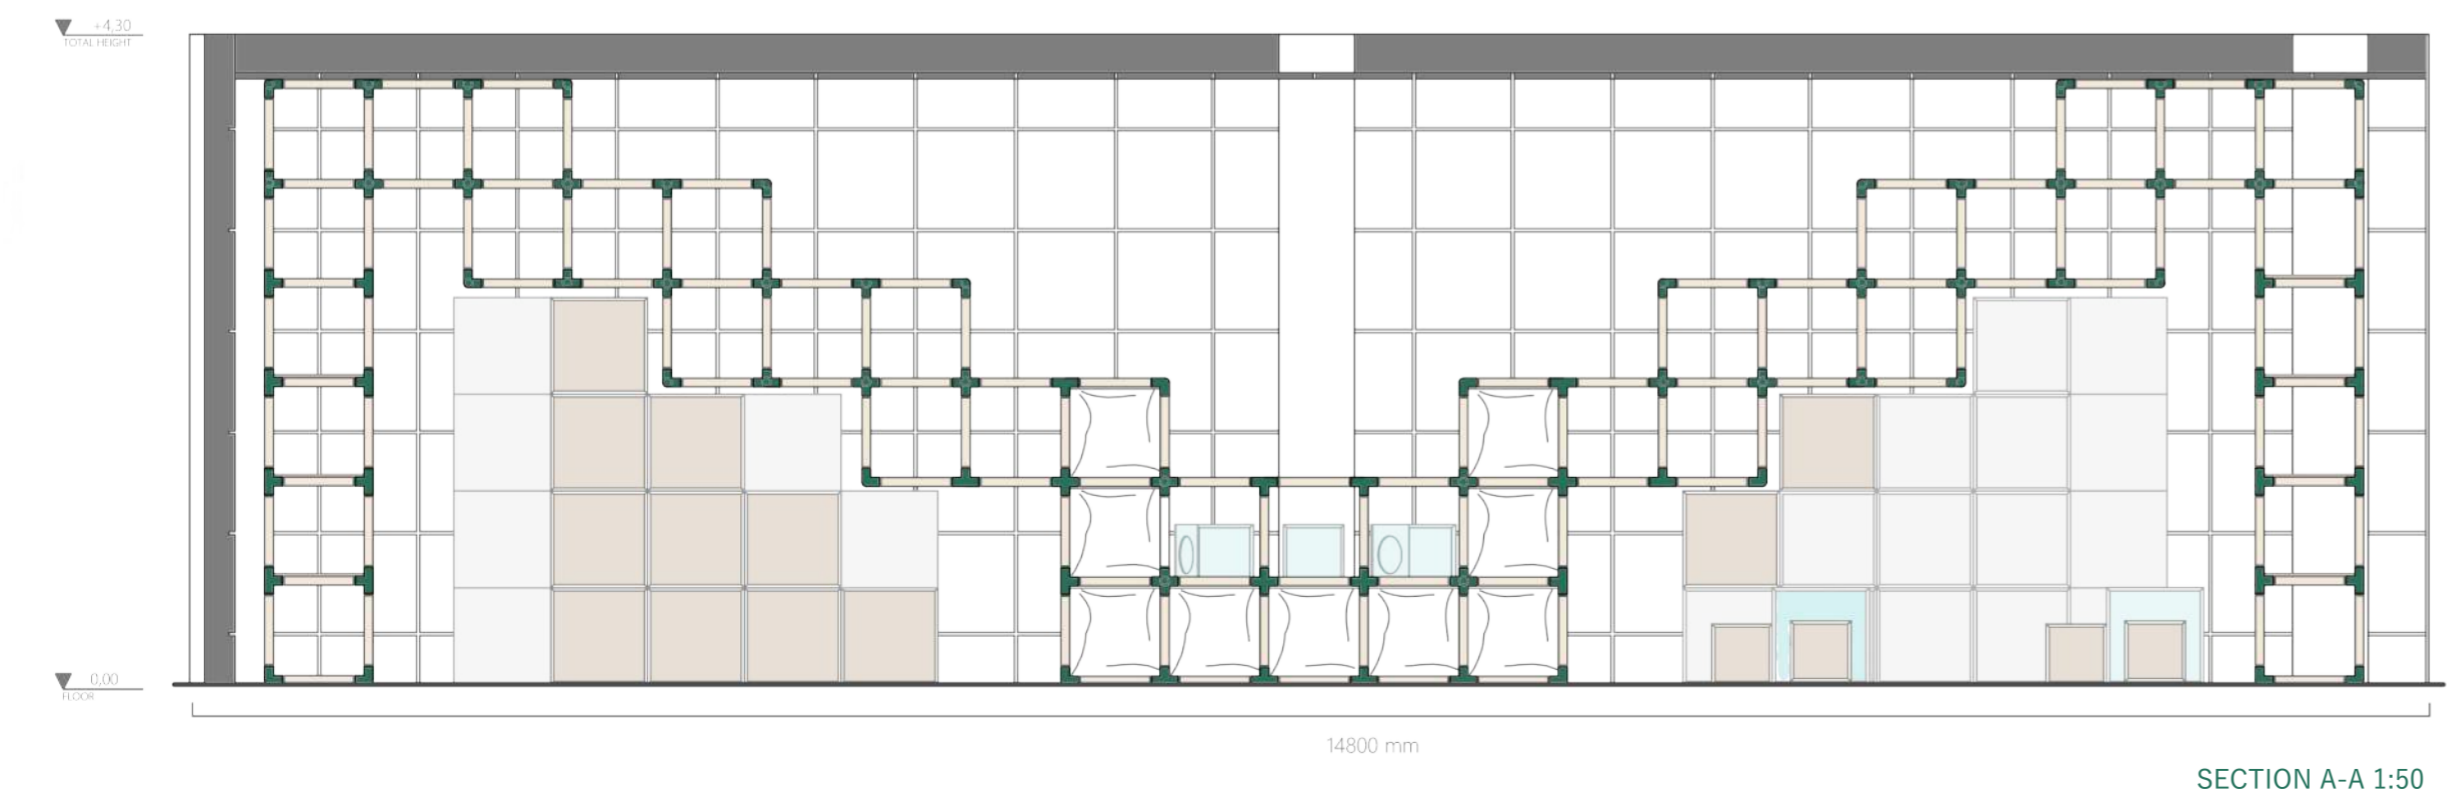 +4,30
TOTAL HEIGHT
0,00
FLOOR
14800 mm
SECTION A-A 1:50